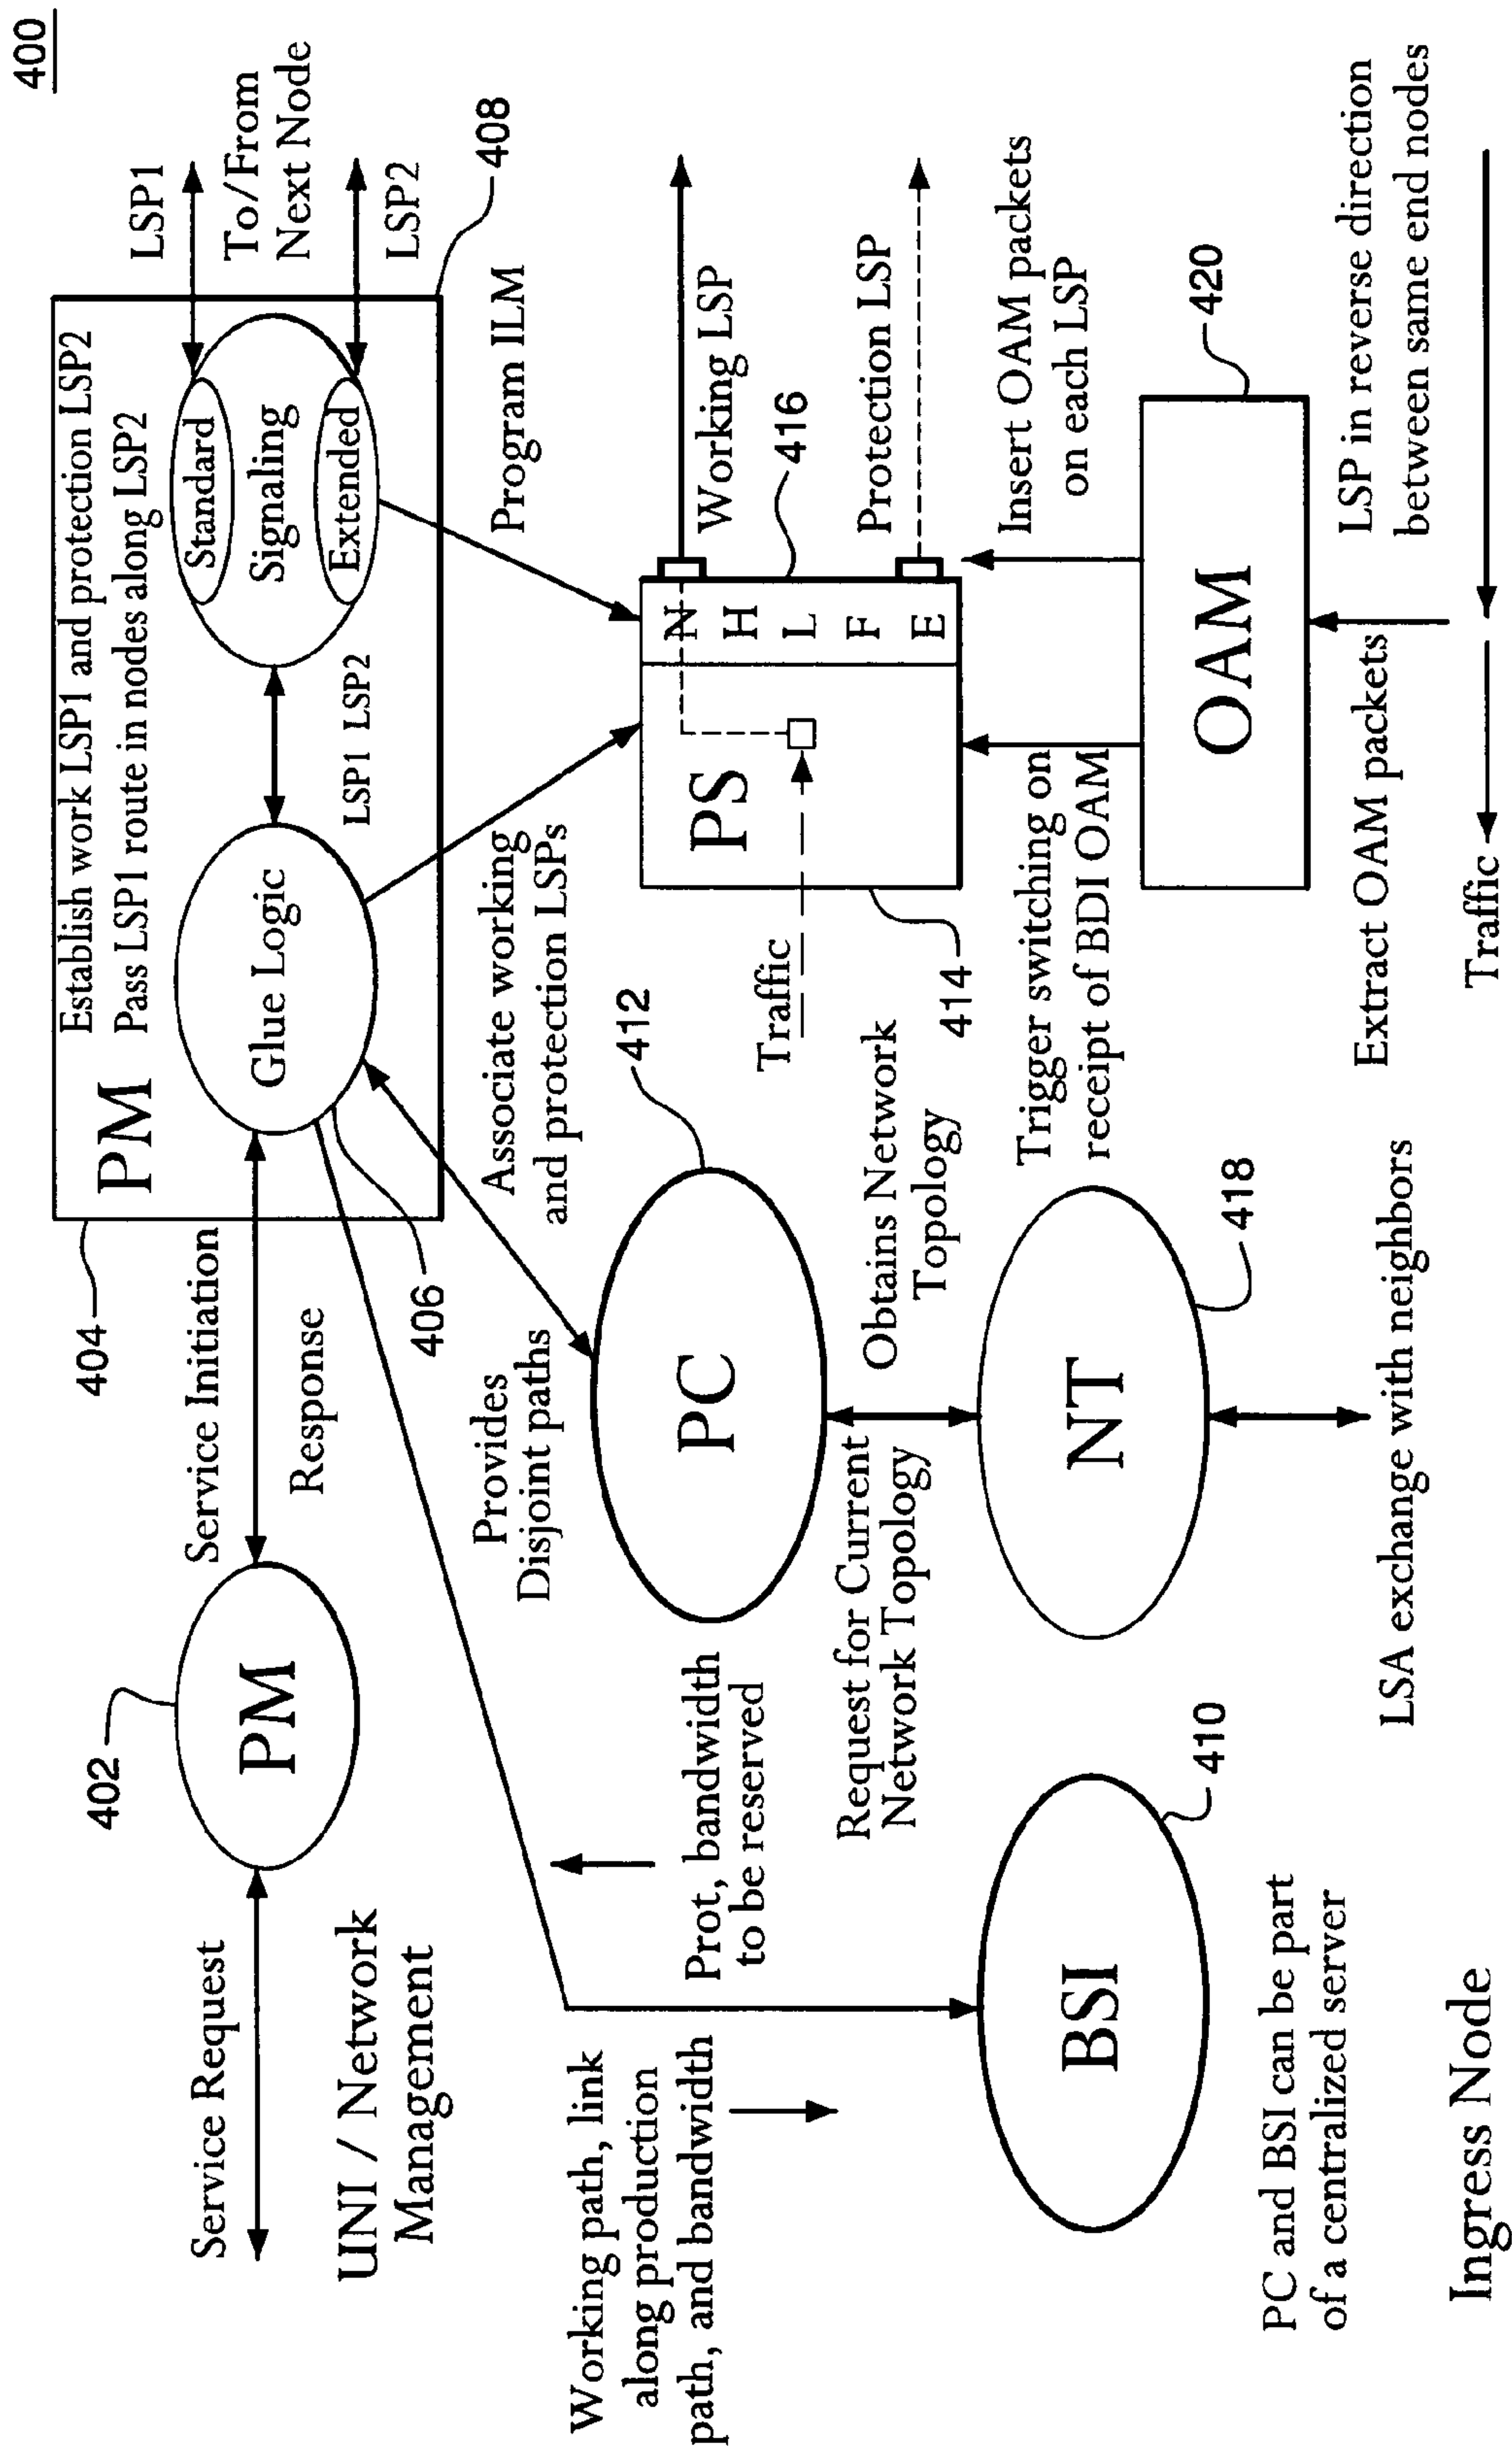 400
Establish work LSP1 and protection LSP2
Pass LSP1 route in nodes along LSP2
PM
404
Glue Logic
406
LSP1 LSP2
Standard
Signaling
Extended
LSP1
To/From
Next Node
LSP2
408
402
PM
Service Request
UNI / Network
Management
Service Initiation
Response
Program ILM
Associate working
and protection LSPs
Provides
Disjoint paths
412
PC
Working path, link
along production
path, and bandwidth
Prot, bandwidth
to be reserved
Request for Current
Network Topology
Obtains Network
Topology
Traffic
PS
N
H
L
F
E
414
416
Working LSP
Protection LSP
Insert OAM packets
on each LSP
Trigger switching on
receipt of BDI OAM
OAM
420
BSI
410
NT
418
PC and BSI can be part
of a centralized server
LSA exchange with neighbors
Extract OAM packets
LSP in reverse direction
between same end nodes
Traffic
Ingress Node